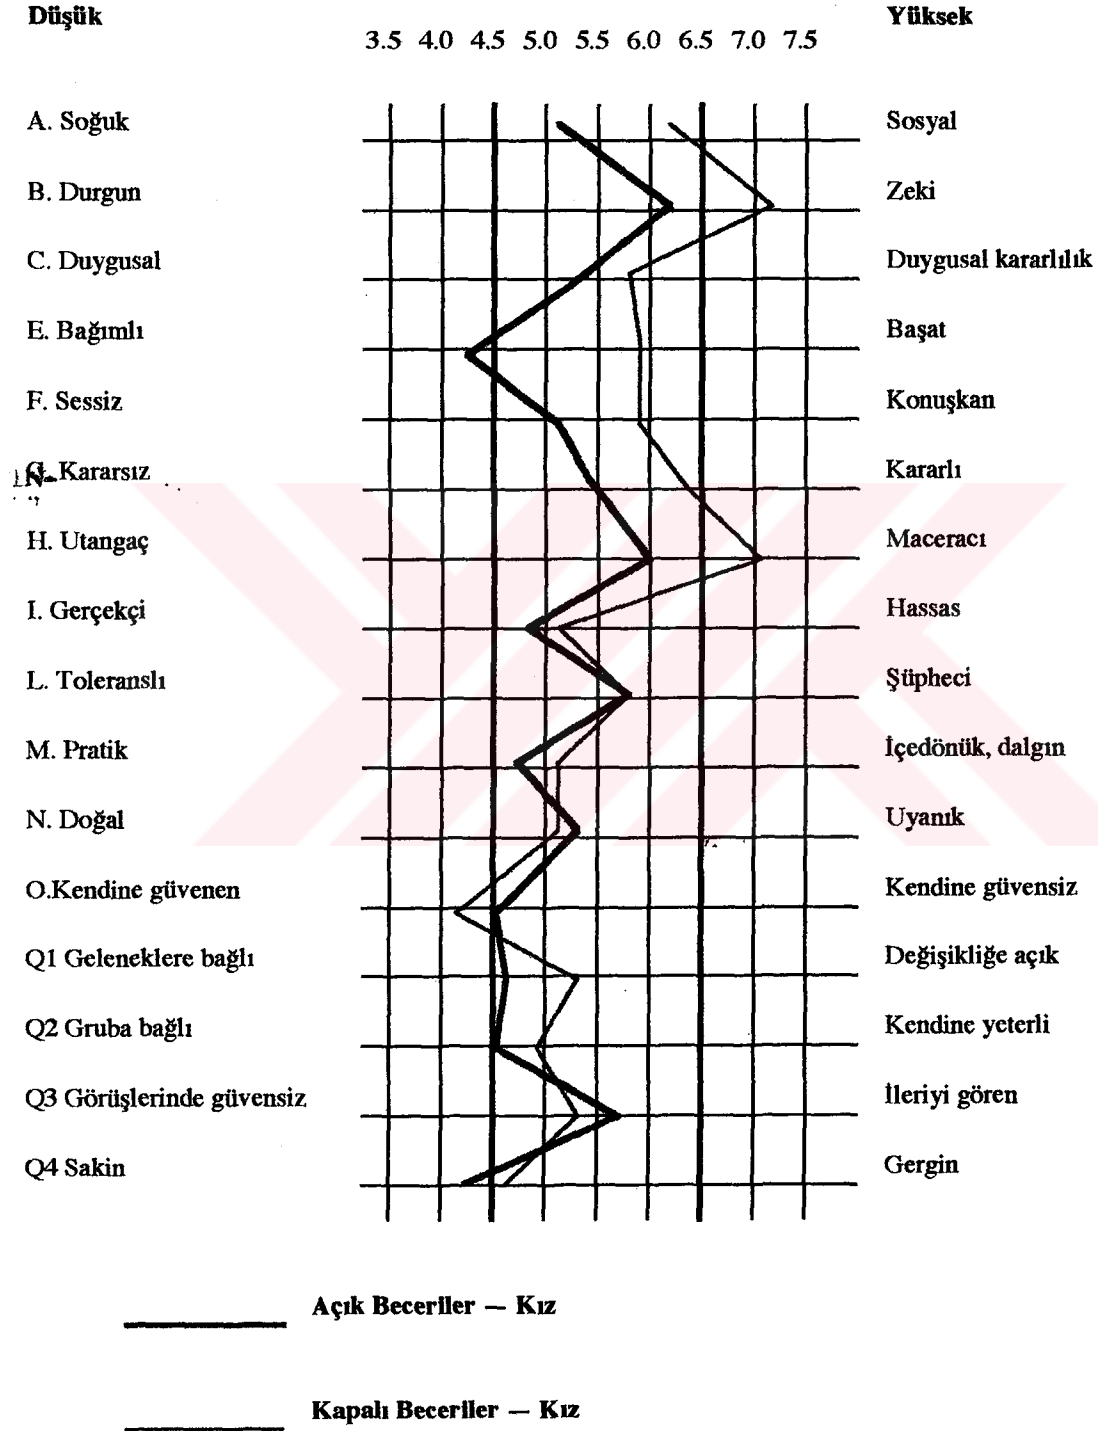 Düşük Yüksek
3.5 4.0 4.5 5.0 5.5 6.0 6.5 7.0 7.5
A. Soğuk Sosyal
B. Durgun Zeki
C. Duygusal Duygusal kararlılık
E. Bağımlı Başat
F. Sessiz Konuşkan
G. Kararsız Kararlı
H. Utangaç Maceracı
I. Gerçekçi Hassas
L. Toleranslı Şüpheci
M. Pratik İçedönük, dalgın
N. Doğal Uyanık
O.Kendine güvenen Kendine güvensiz
Q1 Geleneklere bağlı Değişikliğe açık
Q2 Gruba bağlı Kendine yeterli
Q3 Görüşlerinde güvensiz İleriyi gören
Q4 Sakin Gergin
Açık Beceriler — Kız
Kapalı Beceriler — Kız